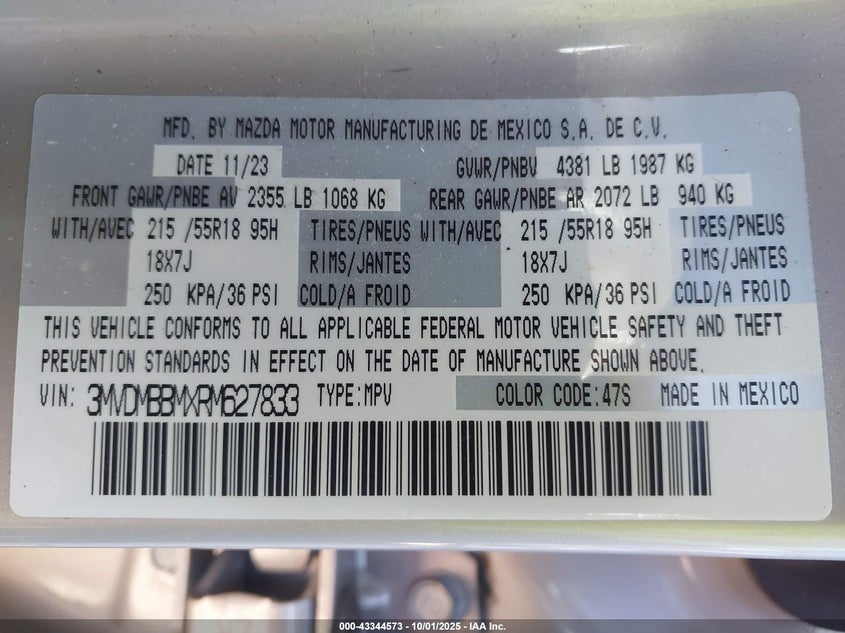 MFD. BY MAZDA MOTOR MANUFACTURING DE MEXICO S.A. DE C.V.
DATE 11/23 GVWR/PNBV 4381 LB 1987 KG
FRONT GAWR/PNBE AV 2355 LB 1068 KG REAR GAWR/PNBE AR 2072 LB 940 KG
WITH/AVEC 215 /55R18 95H TIRES/PNEUS WITH/AVEC 215 /55R18 95H TIRES/PNEUS
18X7J RIMS/JANTES 18X7J RIMS/JANTES
250 KPA/36 PSI COLD/A FROID 250 KPA/36 PSI COLD/A FROID
THIS VEHICLE CONFORMS TO ALL APPLICABLE FEDERAL MOTOR VEHICLE SAFETY AND THEFT
PREVENTION STANDARDS IN EFFECT ON THE DATE OF MANUFACTURE SHOWN ABOVE.
VIN: 3MVDMBBMXRM627833 TYPE:MPV COLOR CODE:47S MADE IN MEXICO
000-43344573 - 10/01/2025 - IAA Inc.